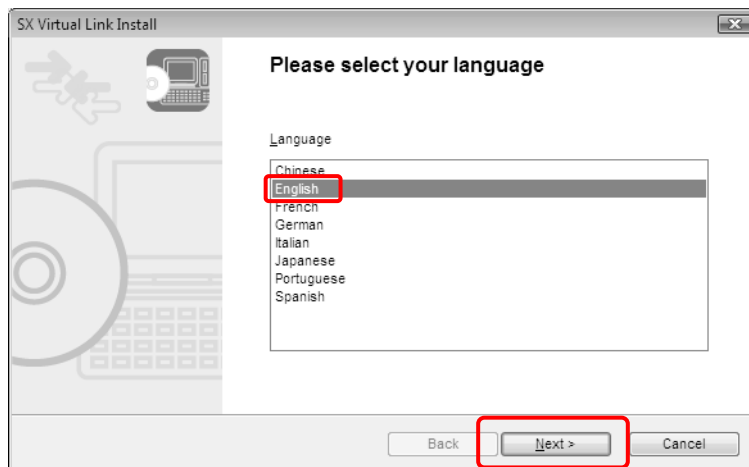 SX Virtual Link Install
Please select your language
Language
Chinese
English
French
German
Italian
Japanese
Portuguese
Spanish
Back
Next >
Cancel